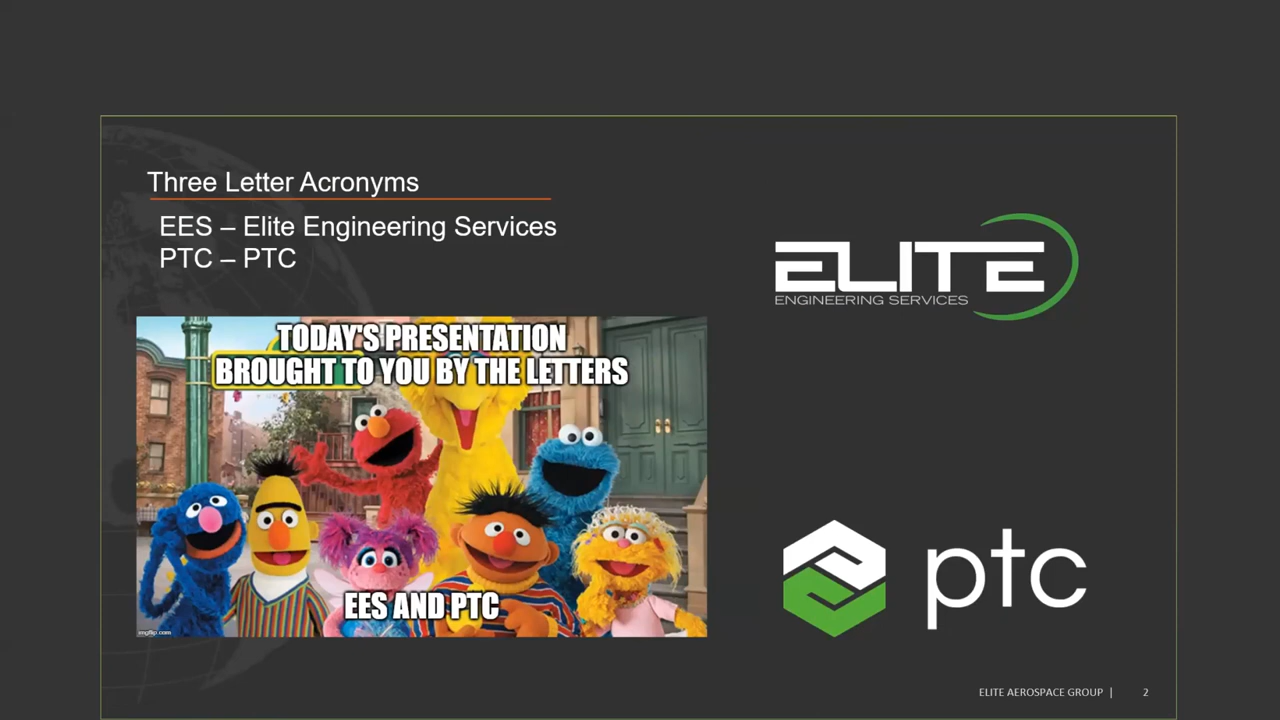 Three Letter Acronyms
EES – Elite Engineering Services
PTC – PTC
ELITE
ENGINEERING SERVICES
TODAY'S PRESENTATION
BROUGHT TO YOU BY THE LETTERS
EES AND PTC
imgflip.com
ptc
ELITE AEROSPACE GROUP | 2